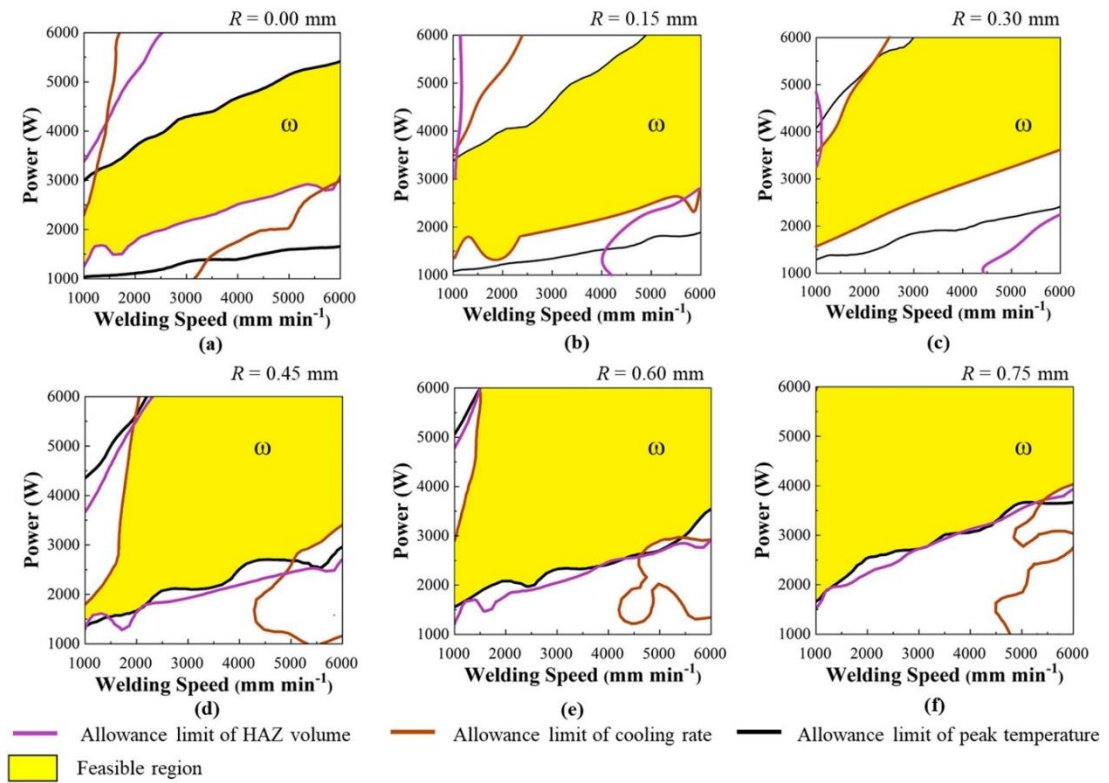 R = 0.00 mm
R = 0.15 mm
R = 0.30 mm
6000
5000
4000
3000
2000
1000
Power (W)
ω
1000 2000 3000 4000 5000 6000
Welding Speed (mm min⁻¹)
(a)
6000
5000
4000
3000
2000
1000
Power (W)
ω
1000 2000 3000 4000 5000 6000
Welding Speed (mm min⁻¹)
(b)
6000
5000
4000
3000
2000
1000
Power (W)
ω
1000 2000 3000 4000 5000 6000
Welding Speed (mm min⁻¹)
(c)
R = 0.45 mm
R = 0.60 mm
R = 0.75 mm
6000
5000
4000
3000
2000
1000
Power (W)
ω
1000 2000 3000 4000 5000 6000
Welding Speed (mm min⁻¹)
(d)
6000
5000
4000
3000
2000
1000
Power (W)
ω
1000 2000 3000 4000 5000 6000
Welding Speed (mm min⁻¹)
(e)
6000
5000
4000
3000
2000
1000
Power (W)
ω
1000 2000 3000 4000 5000 6000
Welding Speed (mm min⁻¹)
(f)
Allowance limit of HAZ volume
Allowance limit of cooling rate
Allowance limit of peak temperature
Feasible region